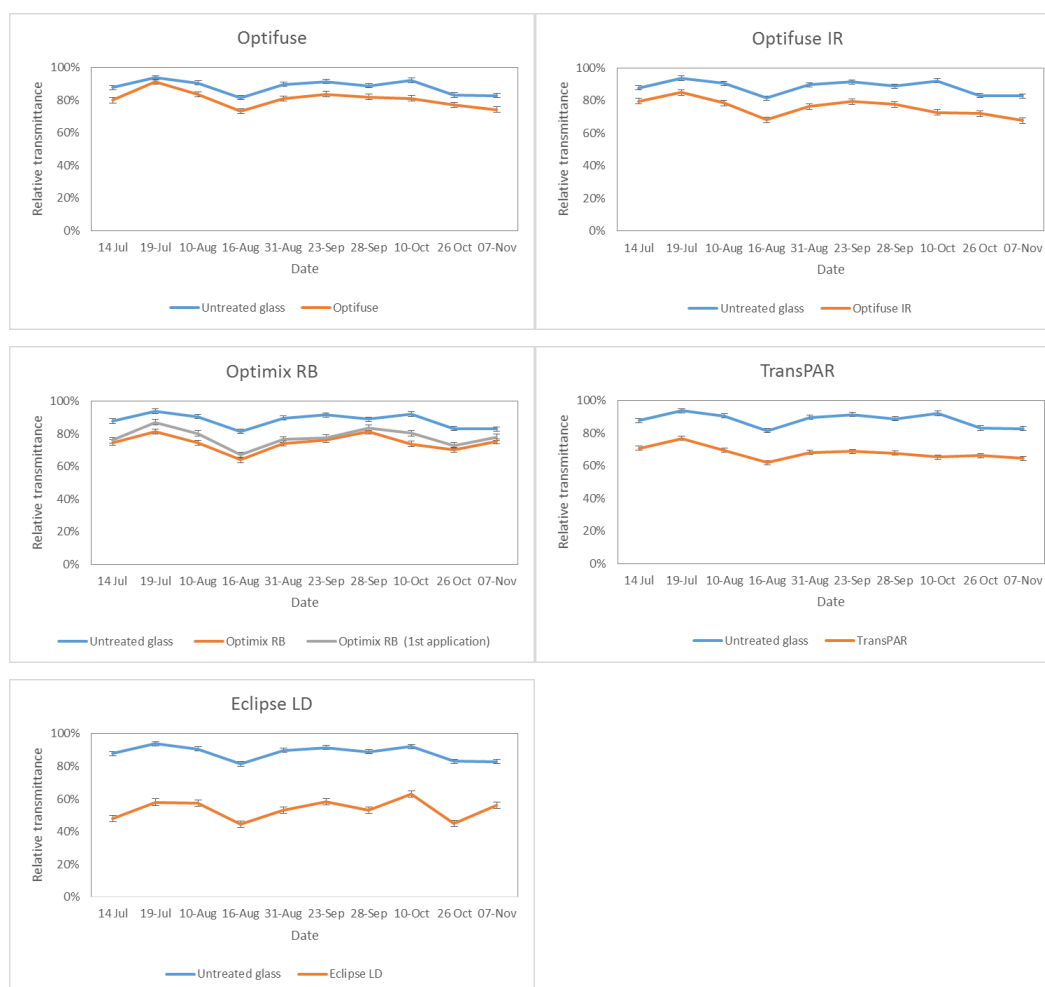 Optifuse
100%
80%
60%
40%
20%
0%
Relative transmittance
14 Jul 19-Jul 10-Aug 16-Aug 31-Aug 23-Sep 28-Sep 10-Oct 26 Oct 07-Nov
Date
Untreated glass Optifuse
Optifuse IR
100%
80%
60%
40%
20%
0%
Relative transmittance
14 Jul 19-Jul 10-Aug 16-Aug 31-Aug 23-Sep 28-Sep 10-Oct 26 Oct 07-Nov
Date
Untreated glass Optifuse IR
Optimix RB
100%
80%
60%
40%
20%
0%
Relative transmittance
14 Jul 19-Jul 10-Aug 16-Aug 31-Aug 23-Sep 28-Sep 10-Oct 26 Oct 07-Nov
Date
Untreated glass Optimix RB Optimix RB (1st application)
TransPAR
100%
80%
60%
40%
20%
0%
Relative transmittance
14 Jul 19-Jul 10-Aug 16-Aug 31-Aug 23-Sep 28-Sep 10-Oct 26 Oct 07-Nov
Date
Untreated glass TransPAR
Eclipse LD
100%
80%
60%
40%
20%
0%
Relative transmittance
14 Jul 19-Jul 10-Aug 16-Aug 31-Aug 23-Sep 28-Sep 10-Oct 26 Oct 07-Nov
Date
Untreated glass Eclipse LD